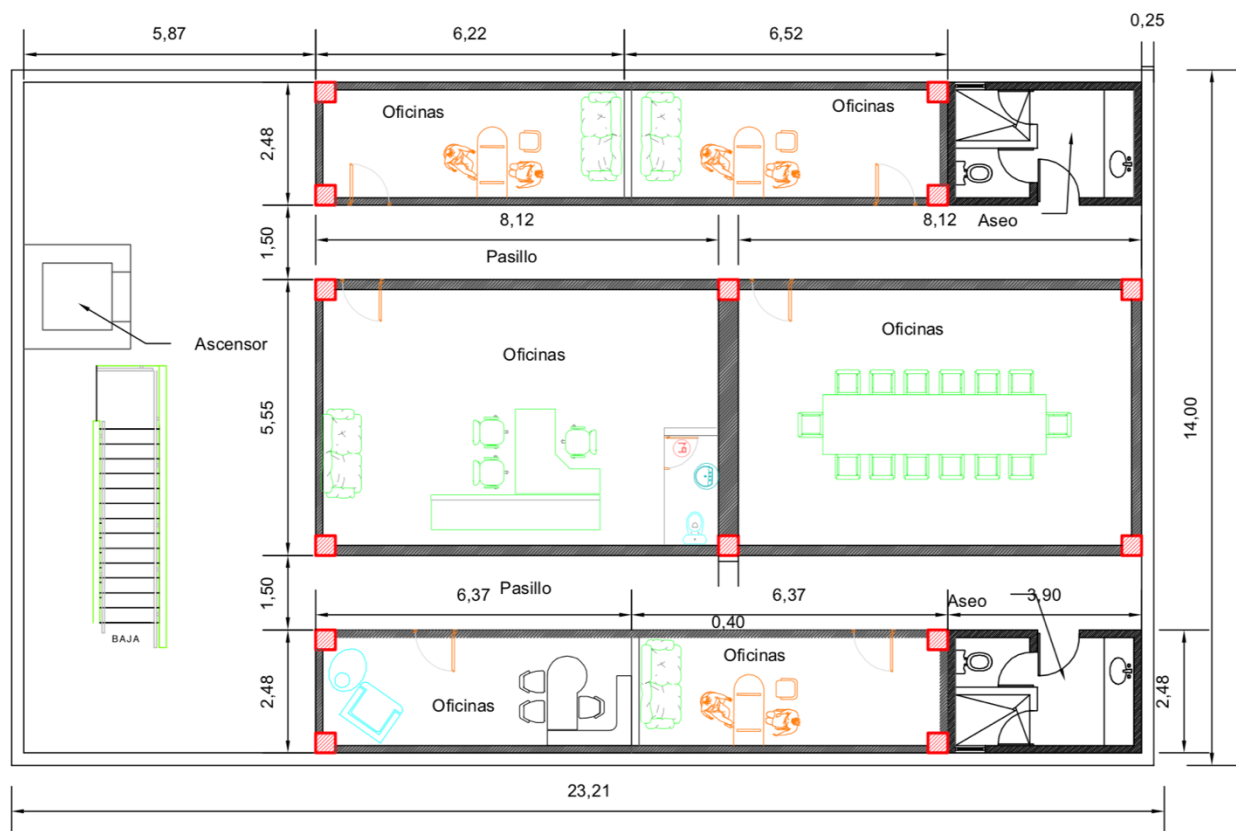 5,87
6,22
6,52
0,25
Oficinas
Oficinas
2,48
8,12
8,12
Aseo
1,50
Pasillo
Ascensor
Oficinas
Oficinas
5,55
14,00
1,50
Pasillo
6,37
6,37
Aseo
3,90
0,40
BAJA
2,48
Oficinas
Oficinas
2,48
23,21